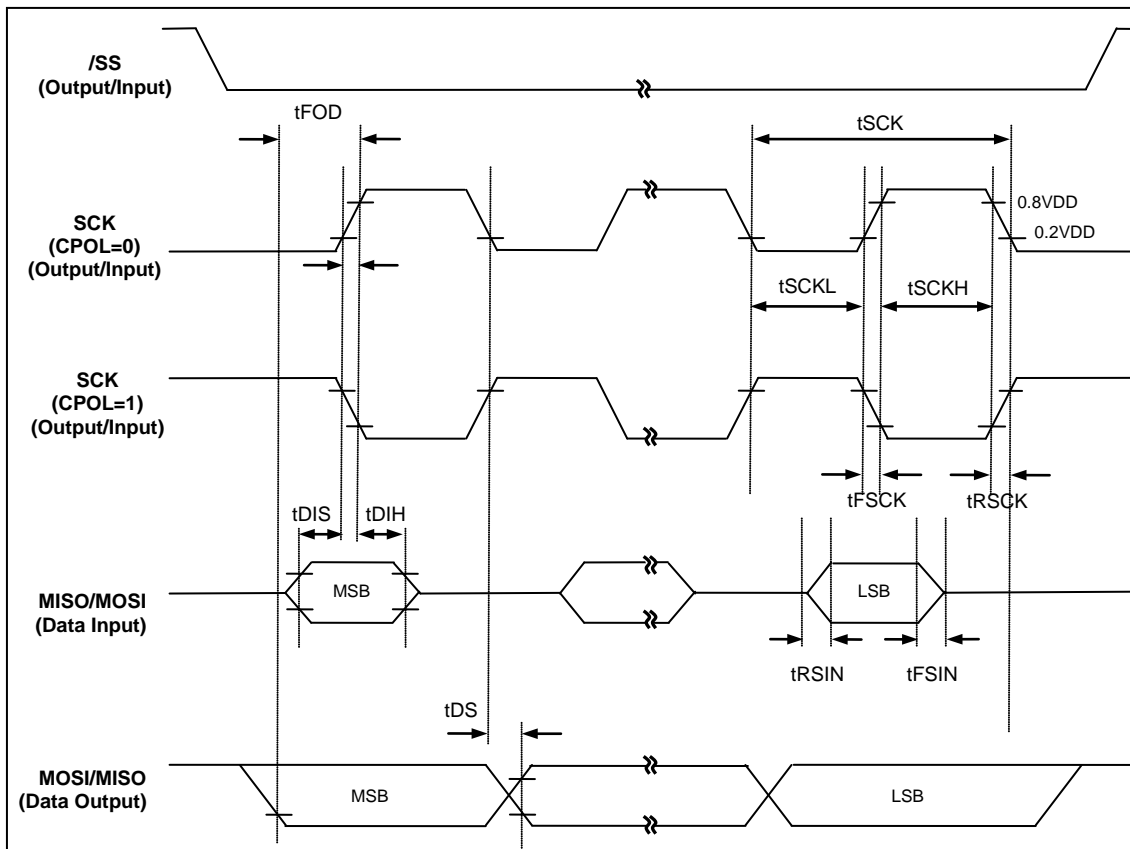 /SS
(Output/Input)
tFOD
tSCK
SCK
(CPOL=0)
(Output/Input)
0.8VDD
0.2VDD
tSCKL
tSCKH
SCK
(CPOL=1)
(Output/Input)
tFSCK
tRSCK
tDIS
tDIH
MISO/MOSI
(Data Input)
MSB
LSB
tRSIN
tFSIN
tDS
MOSI/MISO
(Data Output)
MSB
LSB